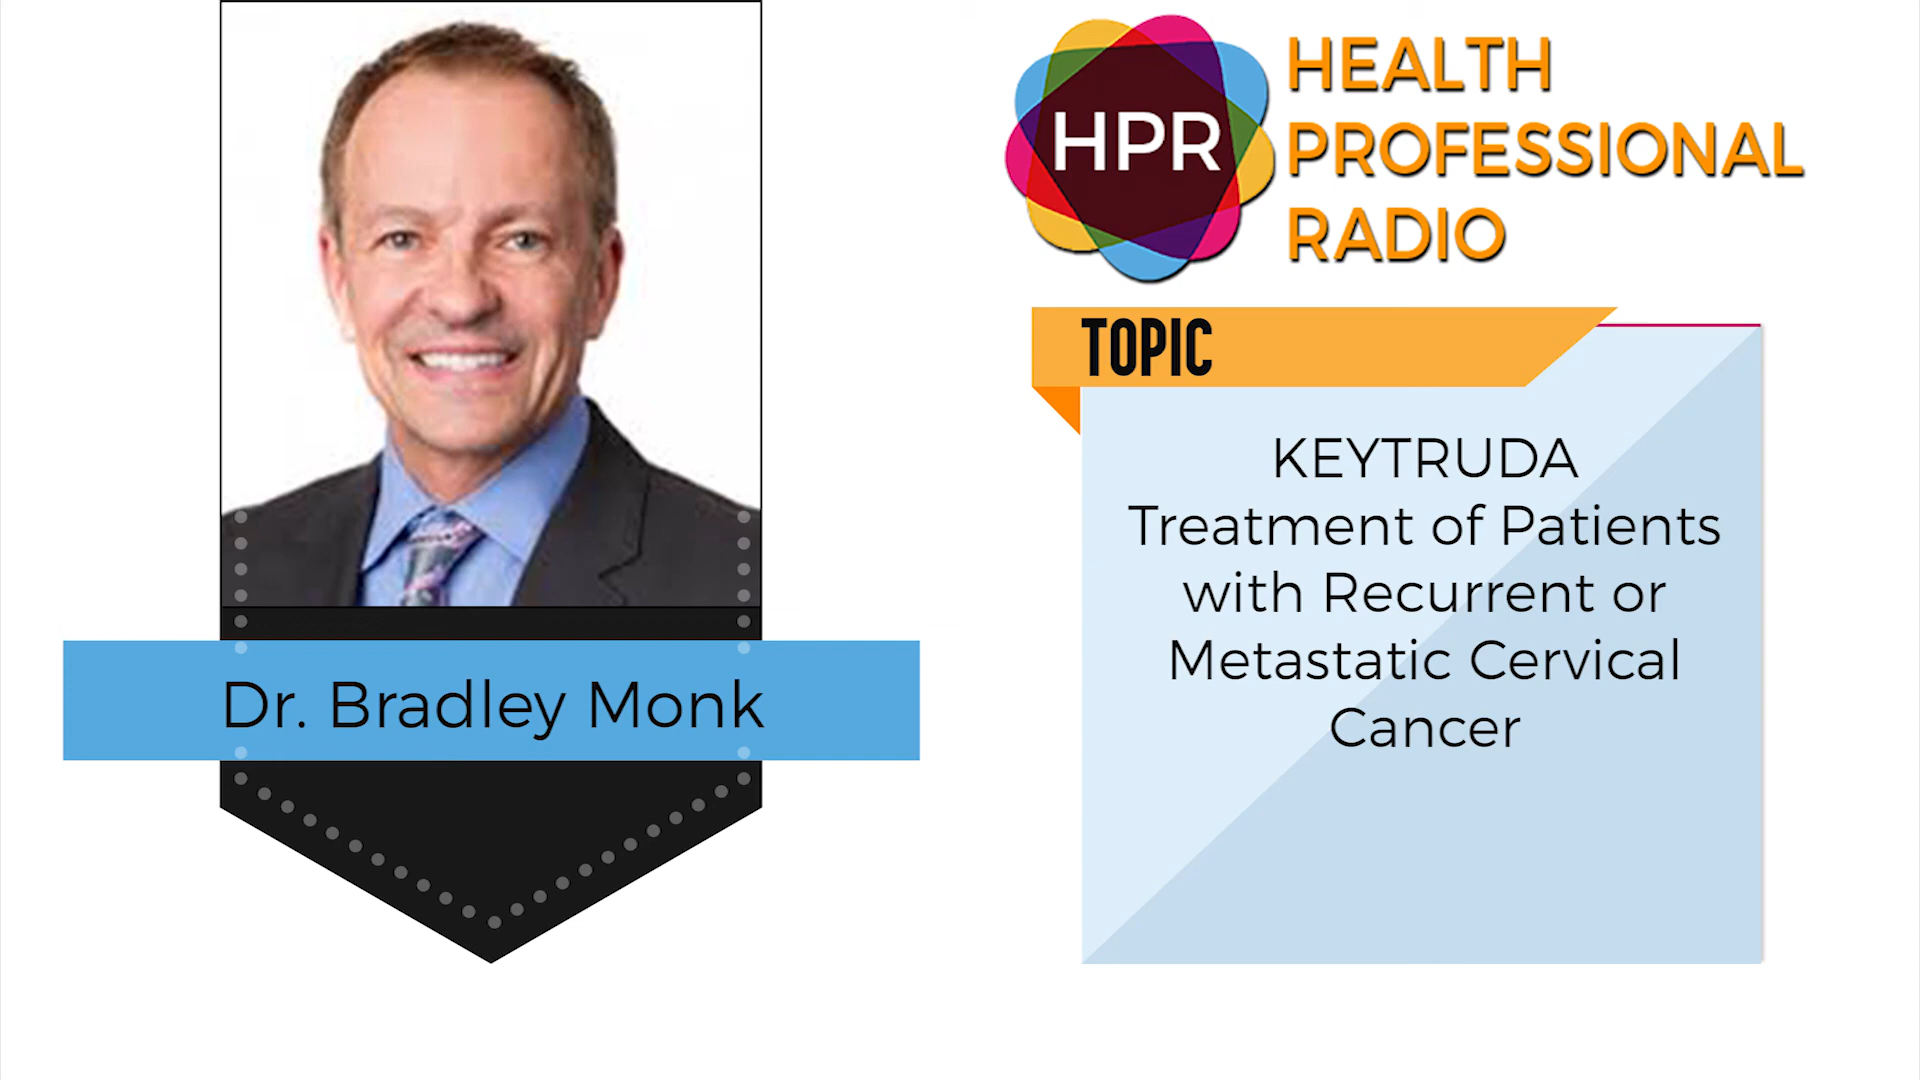 Dr. Bradley Monk
HPR
HEALTH
PROFESSIONAL
RADIO
TOPIC
KEYTRUDA
Treatment of Patients
with Recurrent or
Metastatic Cervical
Cancer